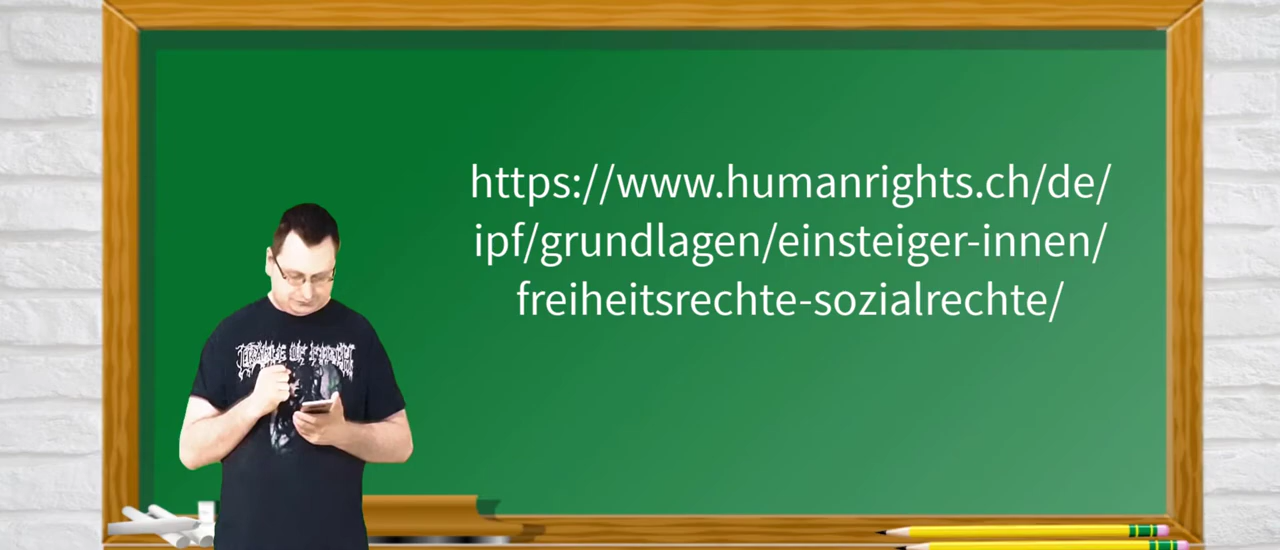 https://www.humanrights.ch/de/
ipf/grundlagen/einsteiger-innen/
freiheitsrechte-sozialrechte/